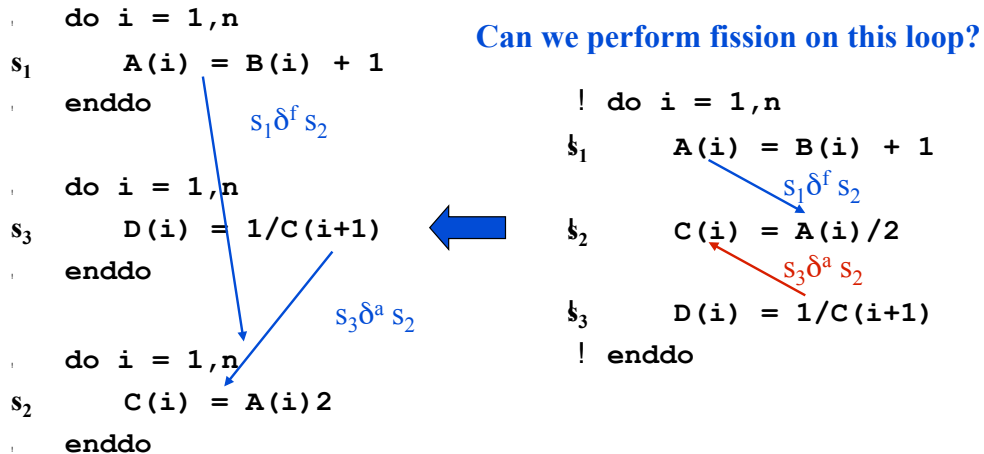 do i = 1,n
s₁ A(i) = B(i) + 1
enddo
s₁δᶠ s₂
do i = 1,n
s₃ D(i) = 1/C(i+1)
enddo
s₃δᵃ s₂
do i = 1,n
s₂ C(i) = A(i)2
enddo
Can we perform fission on this loop?
! do i = 1,n
s₁ A(i) = B(i) + 1
s₁δᶠ s₂
s₂ C(i) = A(i)/2
s₃δᵃ s₂
s₃ D(i) = 1/C(i+1)
! enddo